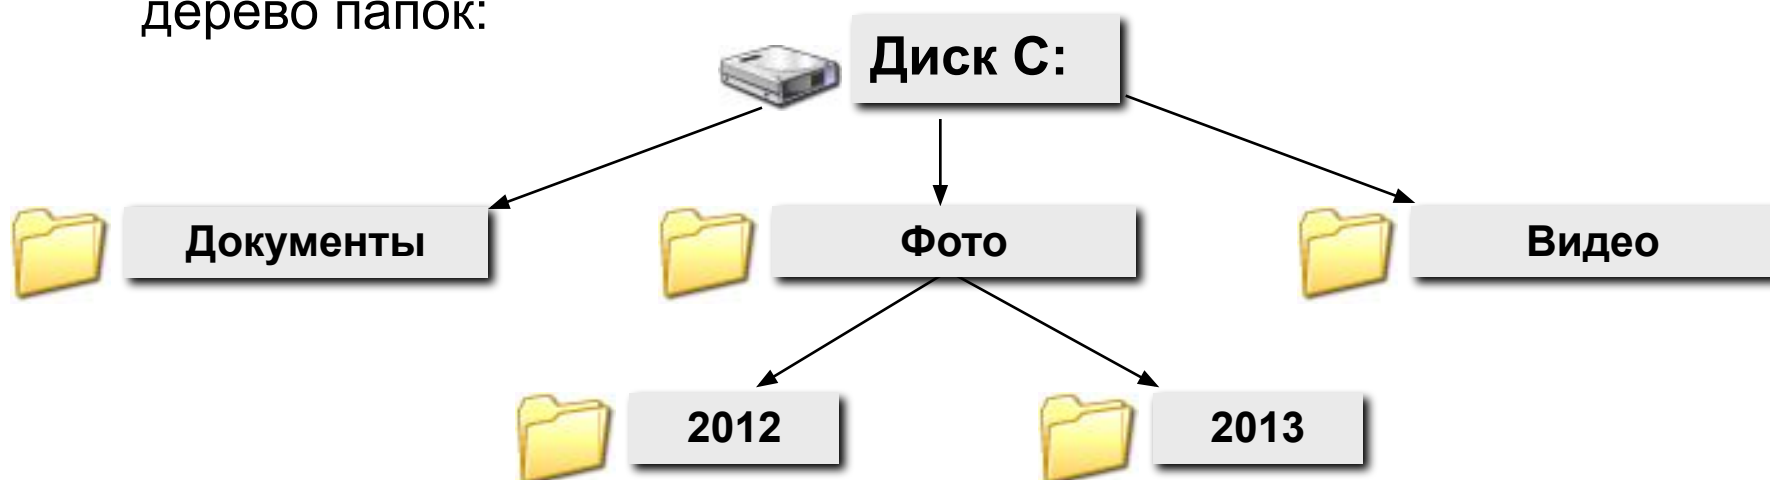 дерево папок:
Диск C:
Документы
Фото
Видео
2012
2013